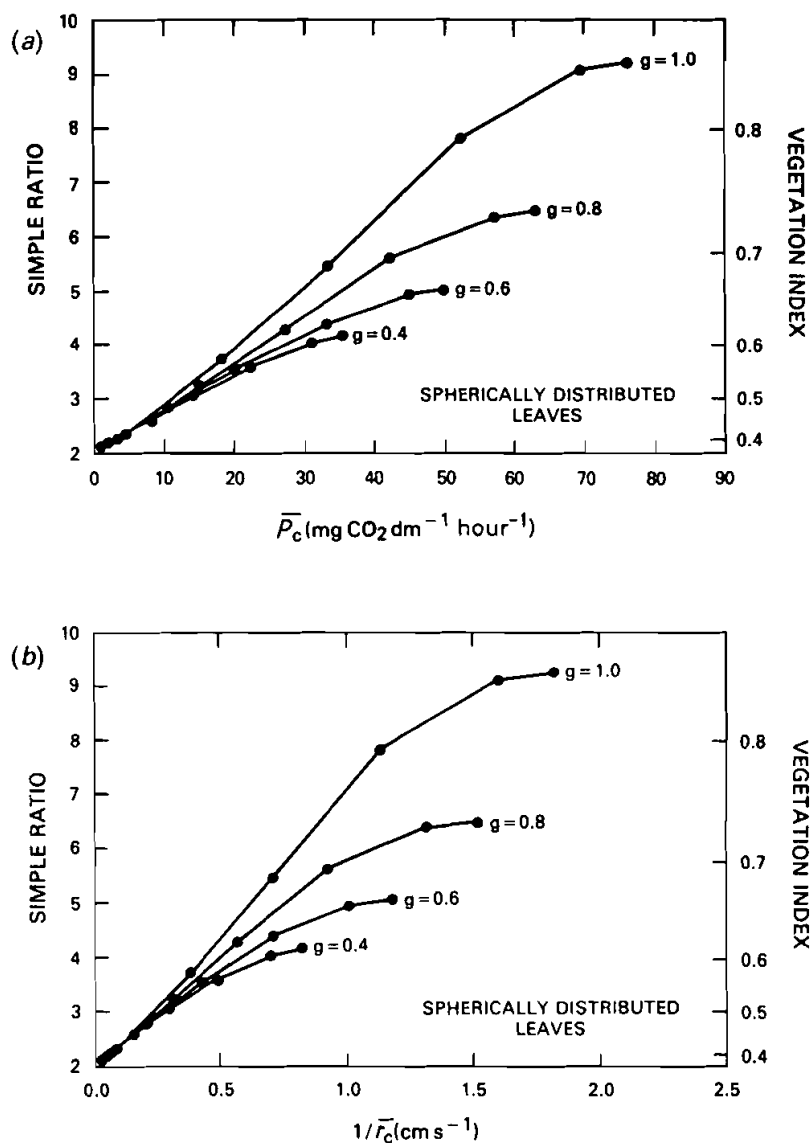 (a)
10
9
8
7
6
5
4
3
2
SIMPLE RATIO
g=1.0
g=0.8
g=0.6
g=0.4
SPHERICALLY DISTRIBUTED
LEAVES
0.8
0.7
0.6
0.5
0.4
VEGETATION INDEX
0 10 20 30 40 50 60 70 80 90
P̅c (mg CO2 dm−1 hour−1)
(b)
10
9
8
7
6
5
4
3
2
SIMPLE RATIO
g=1.0
g=0.8
g=0.6
g=0.4
SPHERICALLY DISTRIBUTED
LEAVES
0.8
0.7
0.6
0.5
0.4
VEGETATION INDEX
0.0 0.5 1.0 1.5 2.0 2.5
1/r̅c (cm s−1)